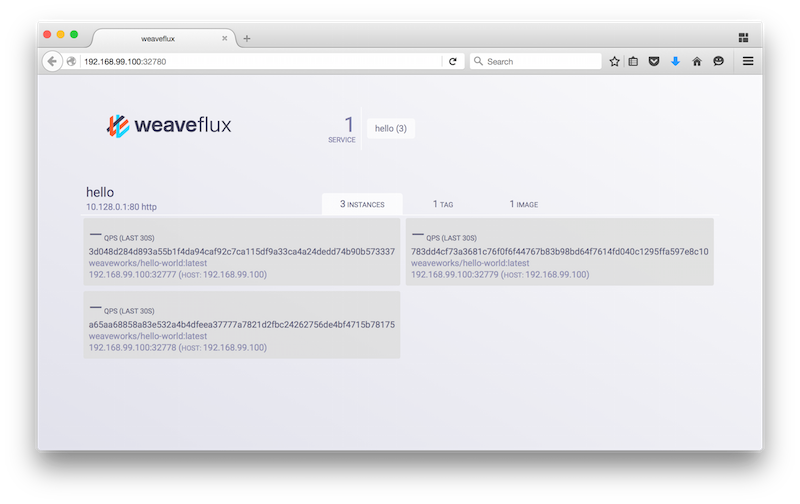 weaveflux
192.168.99.100:32780
Search
weaveflux
1
SERVICE
hello (3)
hello
10.128.0.1:80 http
3 INSTANCES
1 TAG
1 IMAGE
QPS (LAST 30S)
3d048d284d893a55b1f4da94caf92c7ca115df9a33ca4a24dedd74b90b573337
weaveworks/hello-world:latest
192.168.99.100:32777 (HOST: 192.168.99.100)
QPS (LAST 30S)
783dd4cf73a3681c76f0f6f44767b83b98bd64f7614fd040c1295ffa597e8c10
weaveworks/hello-world:latest
192.168.99.100:32779 (HOST: 192.168.99.100)
QPS (LAST 30S)
a65aa68858a83e532a4b4dfeea37777a7821d2fbc24262756de4bf4715b78175
weaveworks/hello-world:latest
192.168.99.100:32778 (HOST: 192.168.99.100)